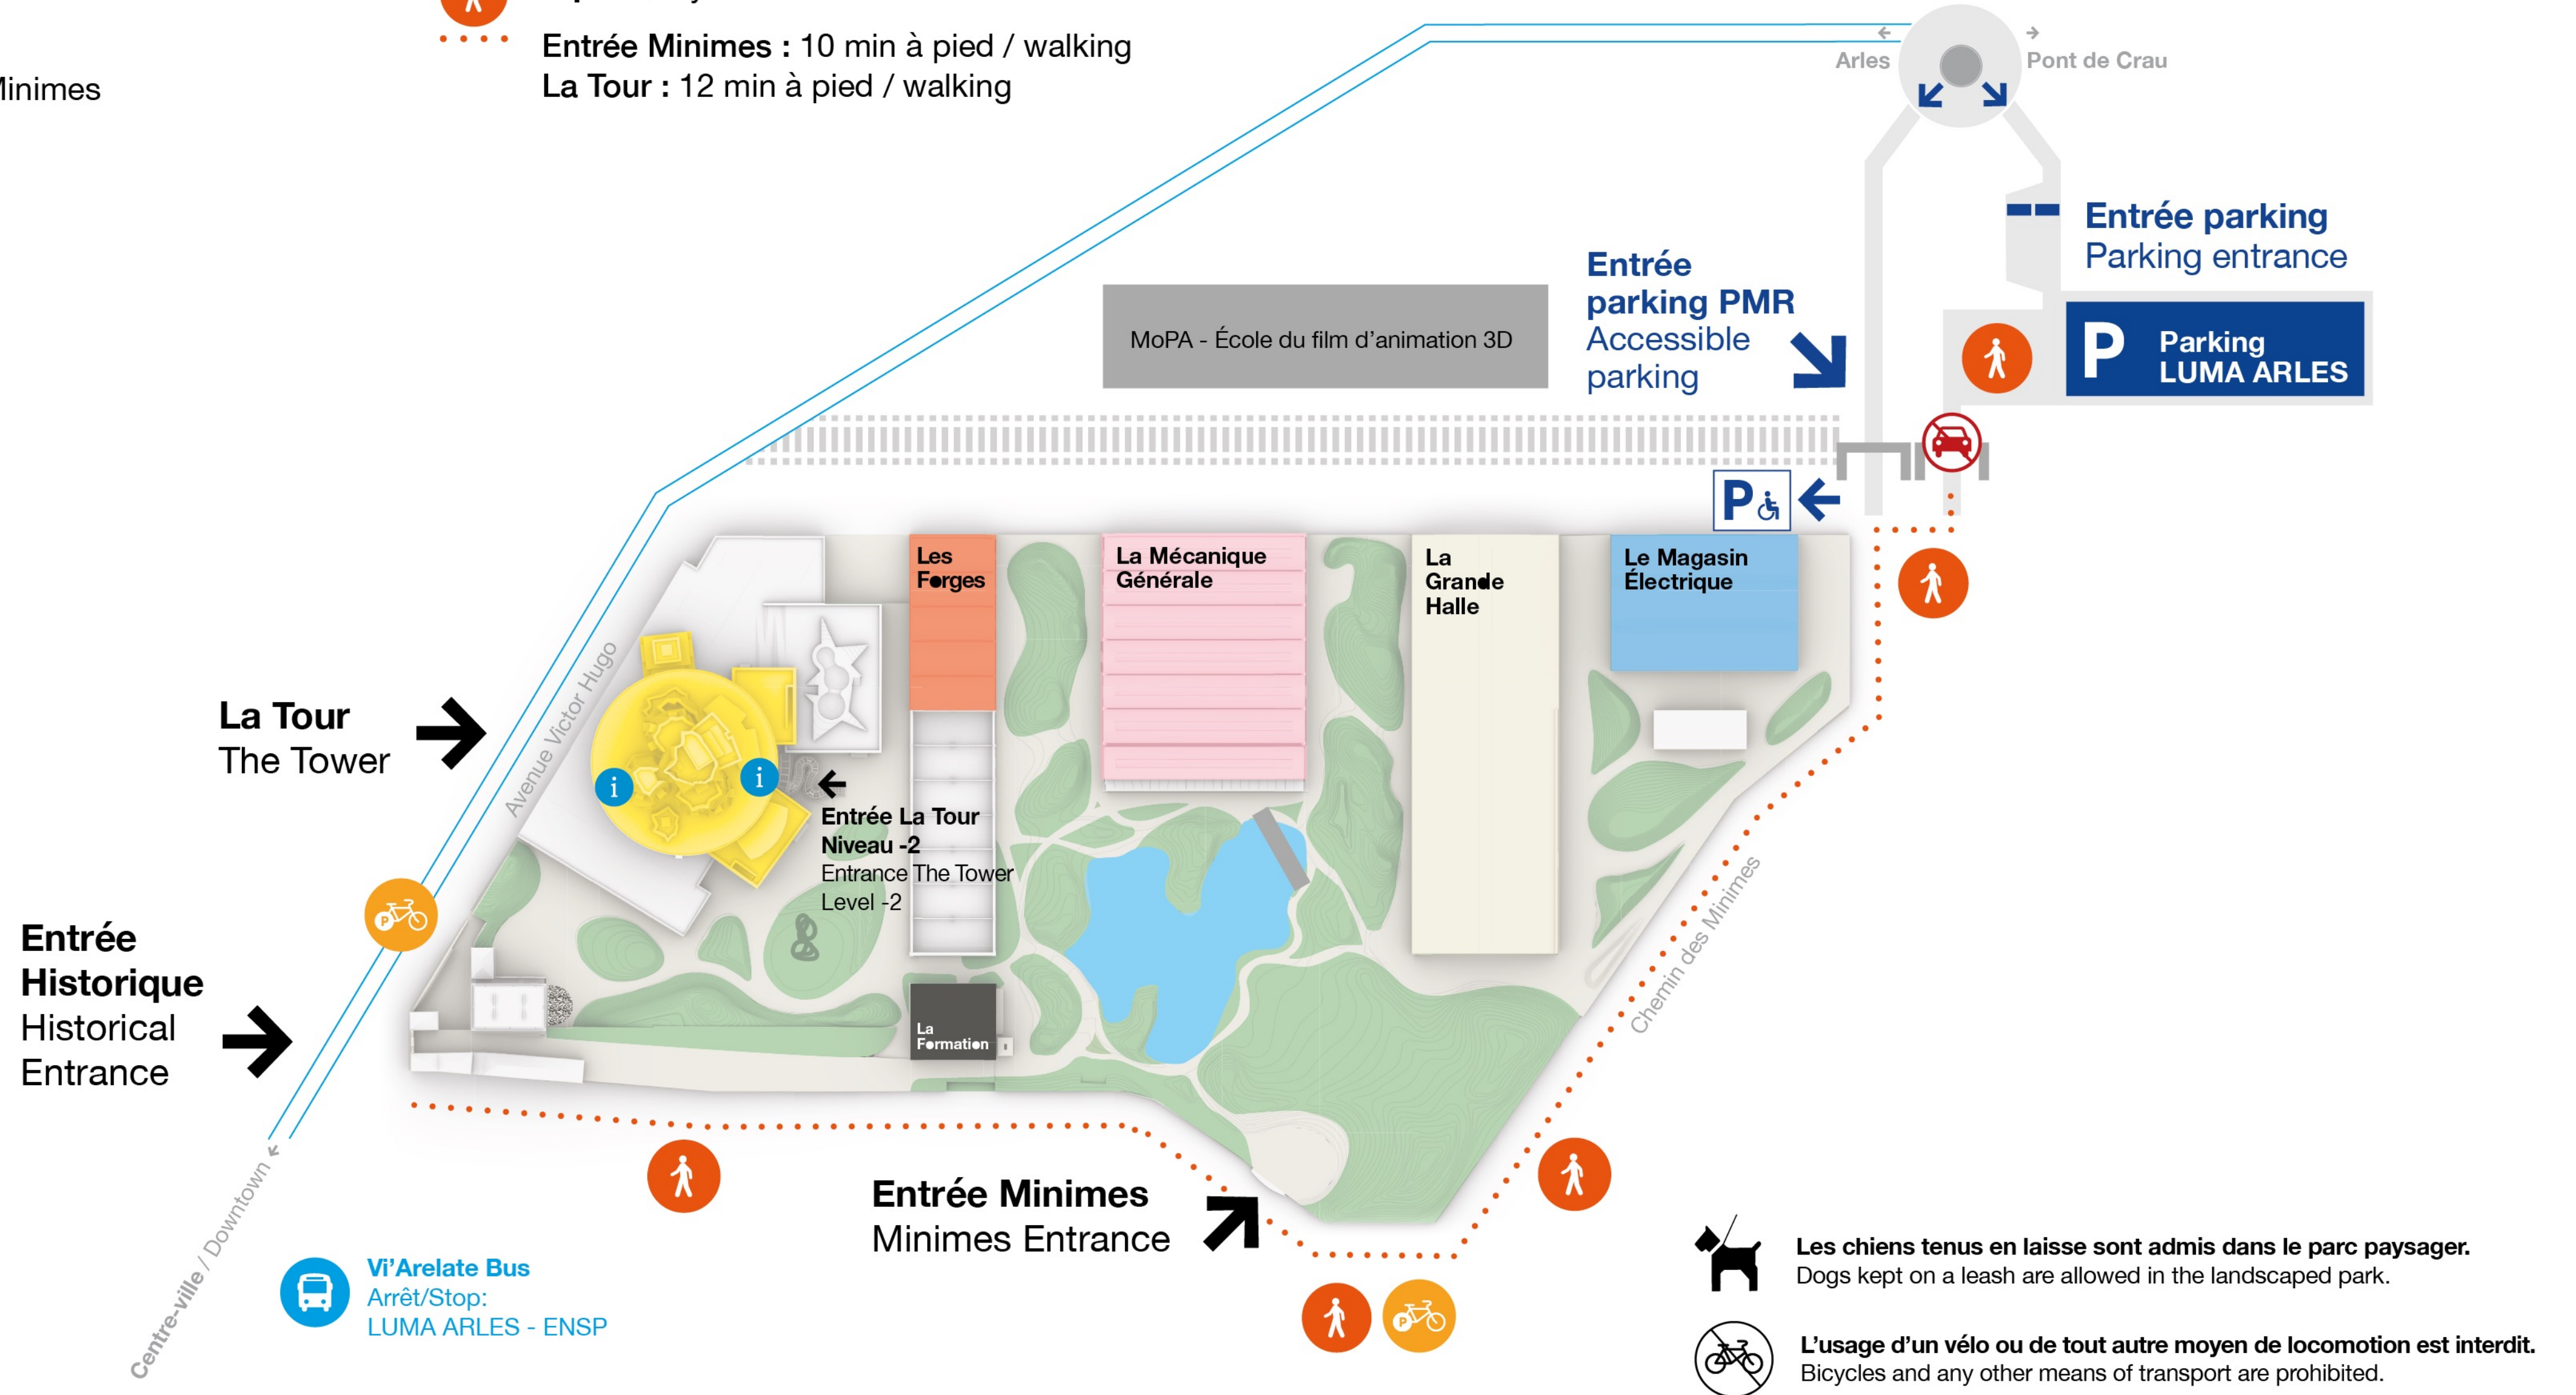 Entrée Minimes : 10 min à pied / walking
La Tour : 12 min à pied / walking
Minimes
Arles
Pont de Crau
Entrée parking
Parking entrance
Entrée
parking PMR
Accessible
parking
MoPA - École du film d'animation 3D
P
Parking
LUMA ARLES
P
Les
Forges
La Mécanique
Générale
La
Grande
Halle
Le Magasin
Électrique
Avenue Victor Hugo
La Tour
The Tower
i
i
Entrée La Tour
Niveau -2
Entrance The Tower
Level -2
P
Entrée
Historique
Historical
Entrance
Chemin des Minimes
La
Formation
Entrée Minimes
Minimes Entrance
Centre-ville / Downtown
Vi'Arelate Bus
Arrêt/Stop:
LUMA ARLES - ENSP
P
Les chiens tenus en laisse sont admis dans le parc paysager.
Dogs kept on a leash are allowed in the landscaped park.
L'usage d'un vélo ou de tout autre moyen de locomotion est interdit.
Bicycles and any other means of transport are prohibited.